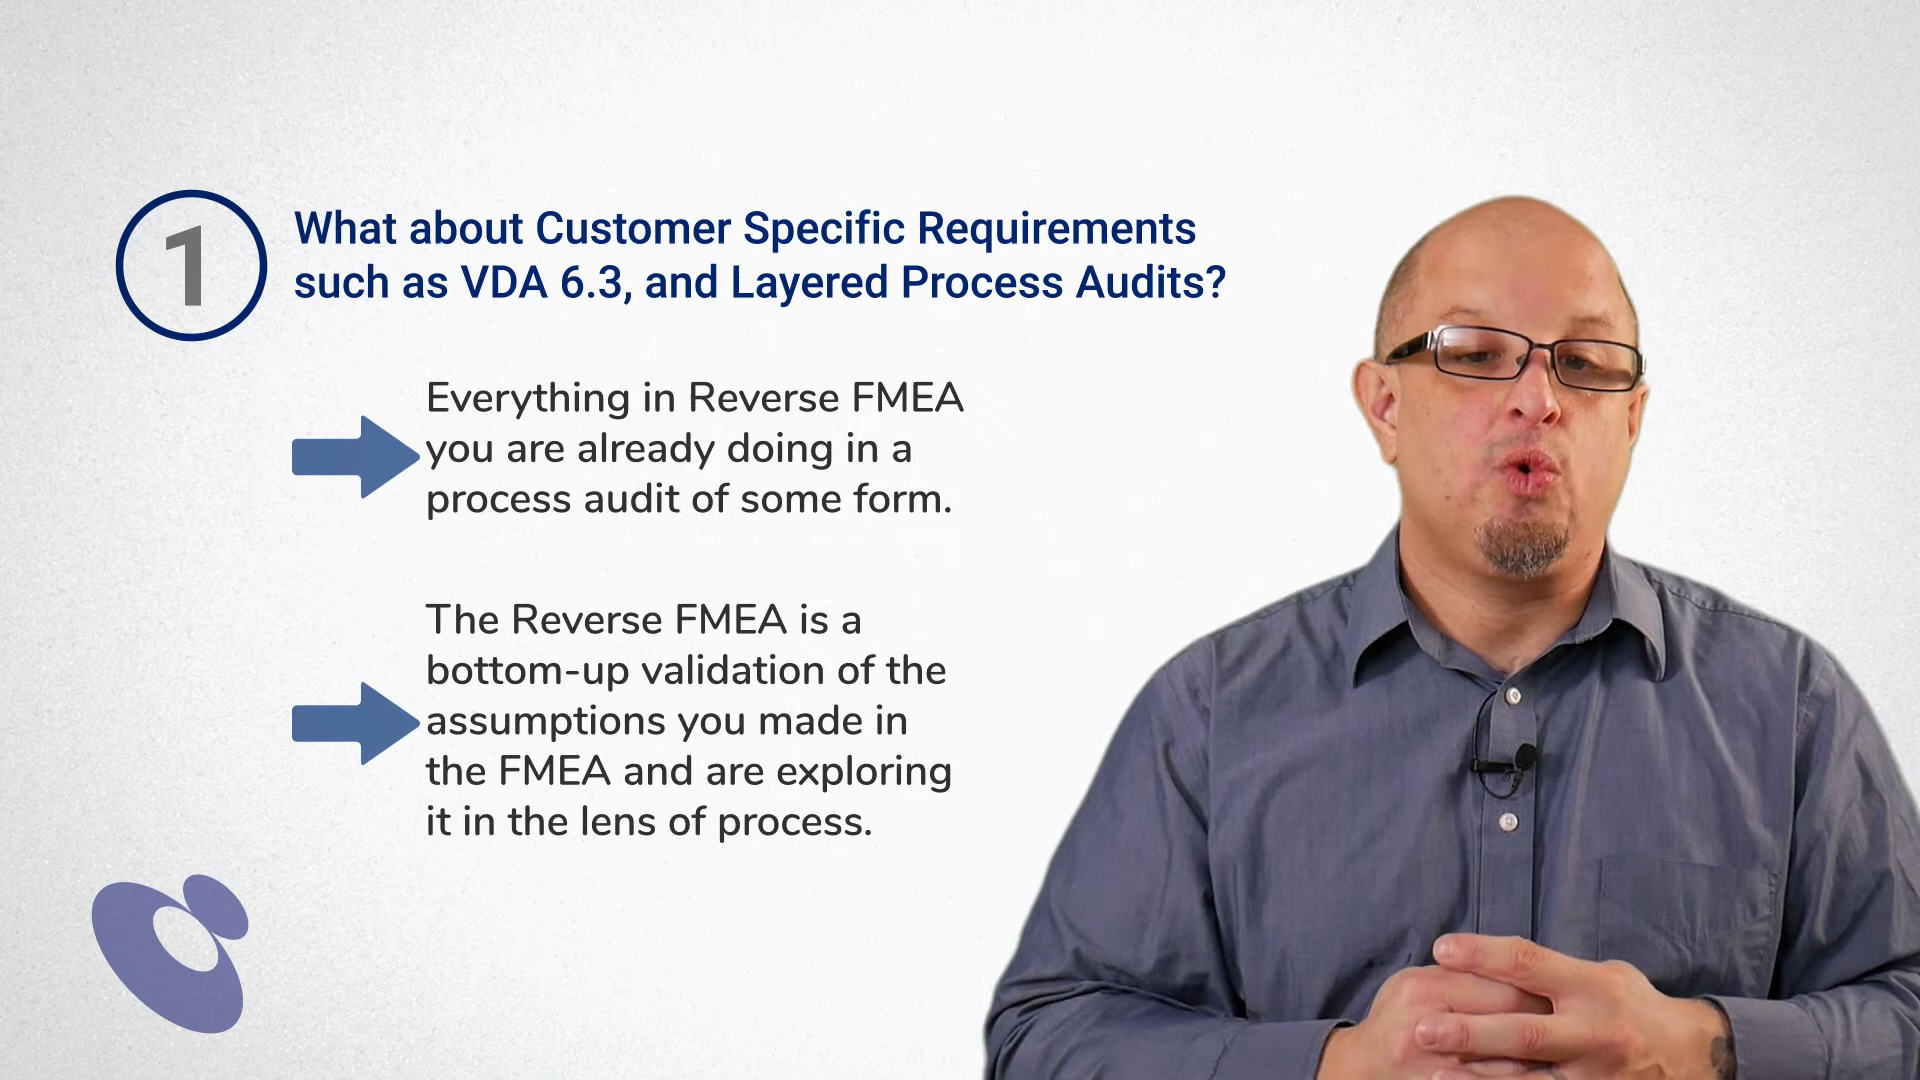 1
What about Customer Specific Requirements
such as VDA 6.3, and Layered Process Audits?
Everything in Reverse FMEA
you are already doing in a
process audit of some form.
The Reverse FMEA is a
bottom-up validation of the
assumptions you made in
the FMEA and are exploring
it in the lens of process.